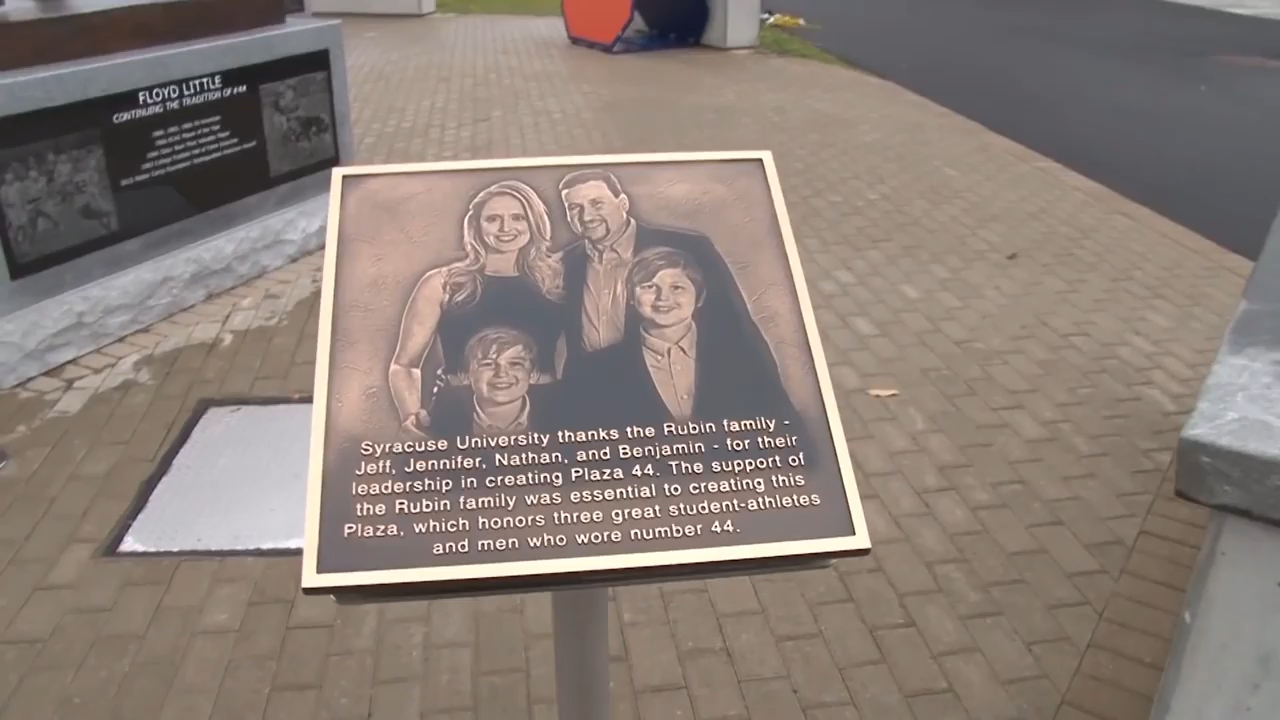 FLOYD LITTLE
CONTINUING THE TRADITION OF #44
Syracuse University thanks the Rubin family -
Jeff, Jennifer, Nathan, and Benjamin - for their
leadership in creating Plaza 44. The support of
the Rubin family was essential to creating this
Plaza, which honors three great student-athletes
and men who wore number 44.